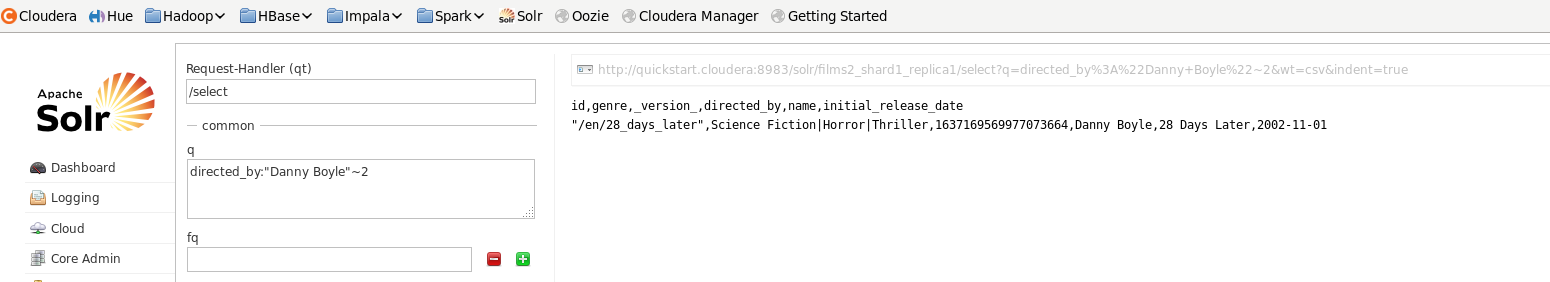 Cloudera Hue Hadoop HBase Impala Spark Solr Oozie Cloudera Manager Getting Started
Apache
Solr
Dashboard
Logging
Cloud
Core Admin
Request-Handler (qt)
/select
common
q
directed_by:"Danny Boyle"~2
fq
http://quickstart.cloudera:8983/solr/films2_shard1_replica1/select?q=directed_by%3A%22Danny+Boyle%22~2&wt=csv&indent=true
id,genre,_version_,directed_by,name,initial_release_date
"/en/28_days_later",Science Fiction|Horror|Thriller,1637169569977073664,Danny Boyle,28 Days Later,2002-11-01